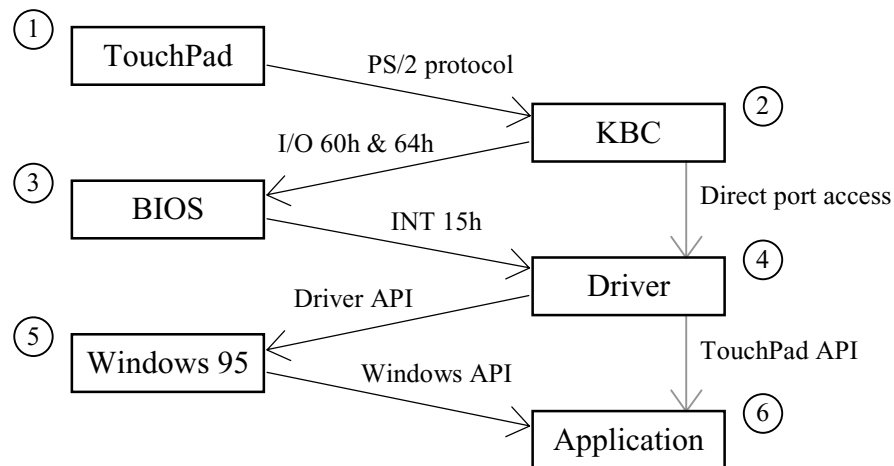 1
TouchPad
PS/2 protocol
2
KBC
I/O 60h & 64h
3
BIOS
Direct port access
INT 15h
4
Driver
Driver API
5
Windows 95
TouchPad API
Windows API
6
Application